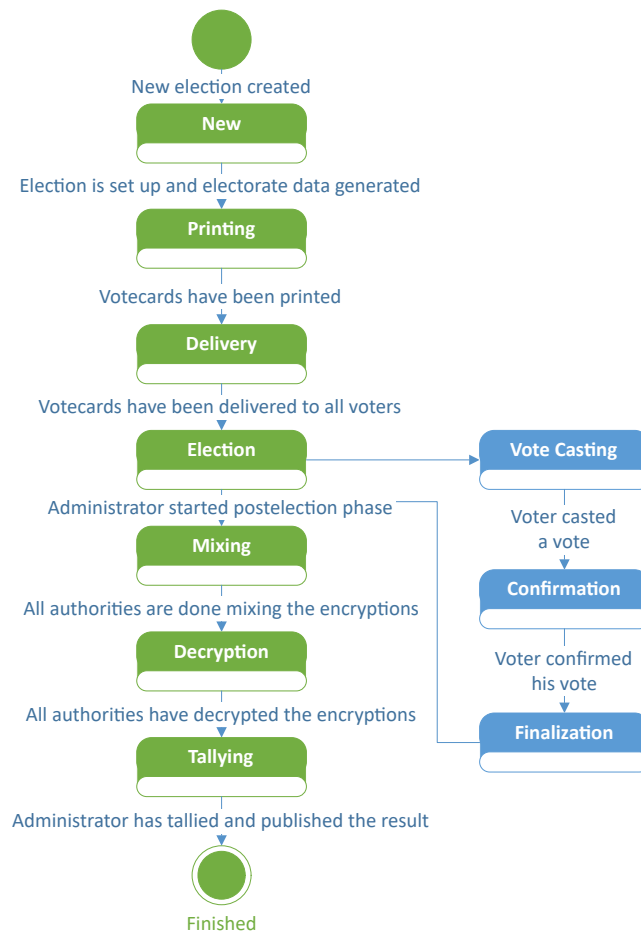 New election created
New
Election is set up and electorate data generated
Printing
Votecards have been printed
Delivery
Votecards have been delivered to all voters
Election
Administrator started postelection phase
Mixing
All authorities are done mixing the encryptions
Decryption
All authorities have decrypted the encryptions
Tallying
Administrator has tallied and published the result
Finished
Vote Casting
Voter casted
a vote
Confirmation
Voter confirmed
his vote
Finalization